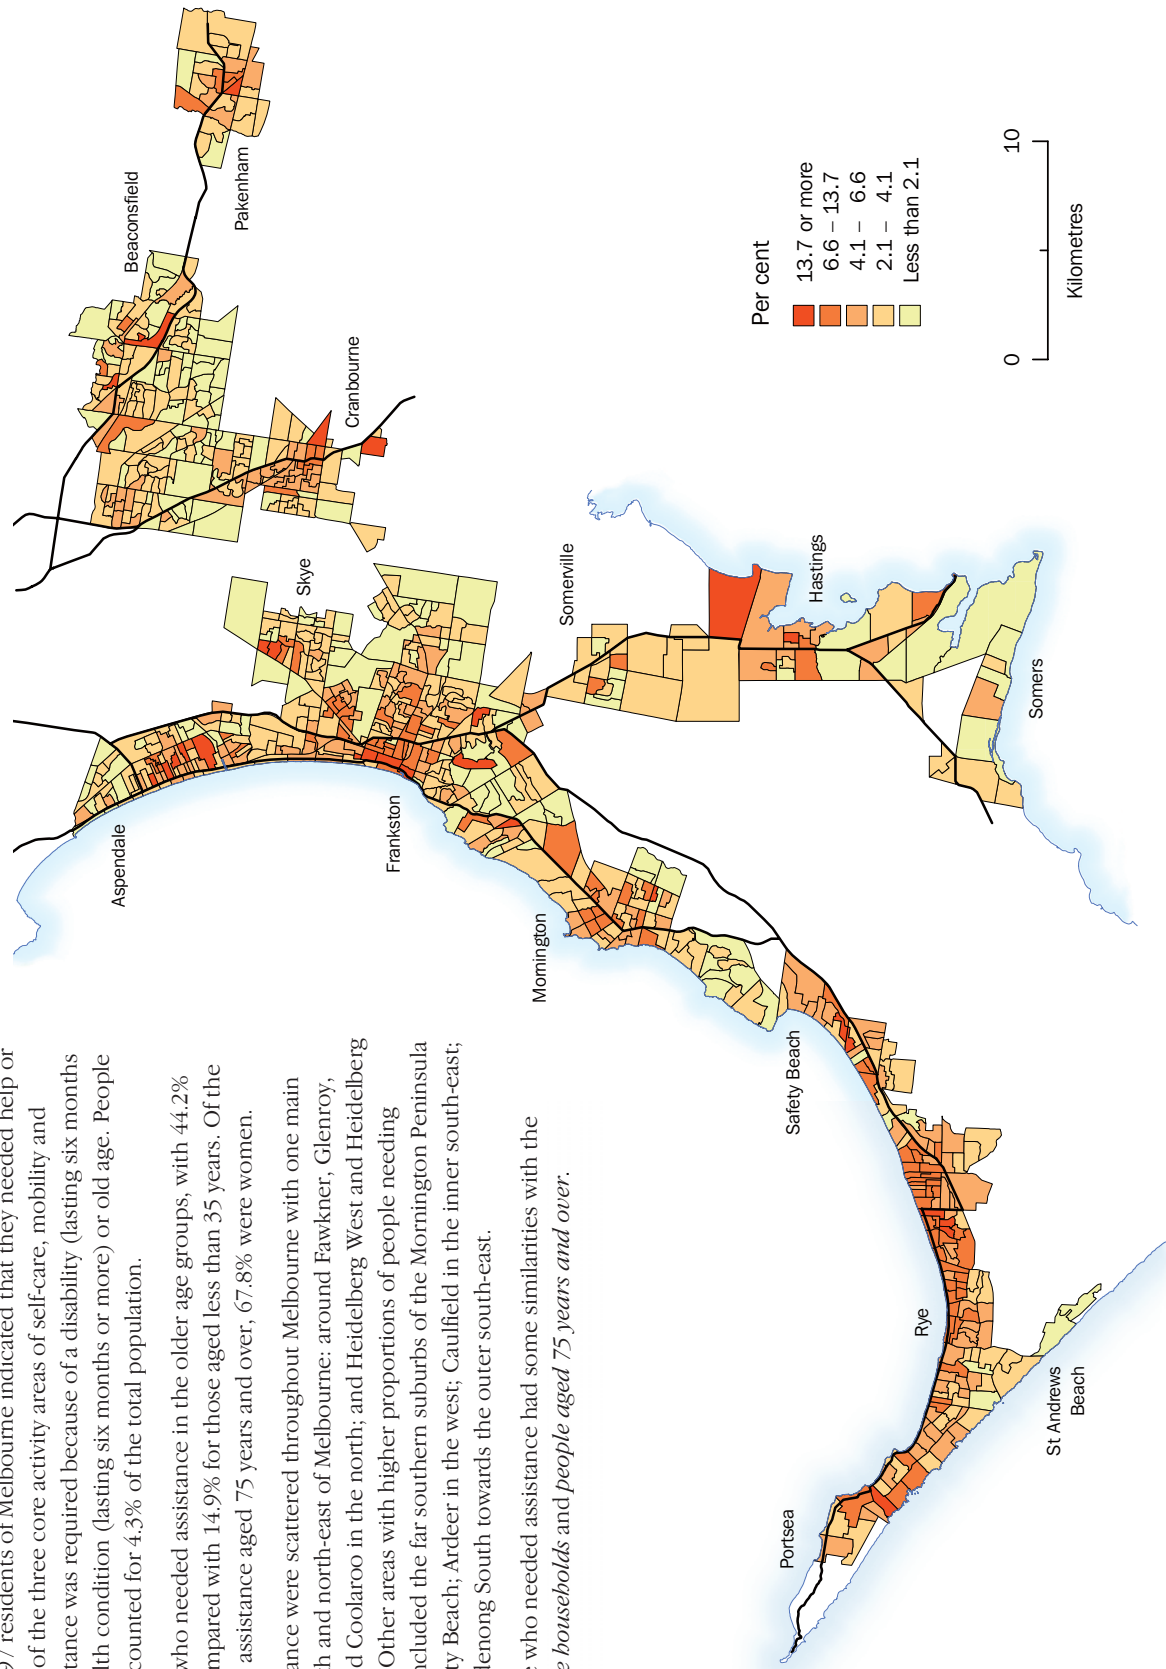 residents of Melbourne indicated that they needed help or
of the three core activity areas of self-care, mobility and
tance was required because of a disability (lasting six months
lth condition (lasting six months or more) or old age. People
counted for 4.3% of the total population.
who needed assistance in the older age groups, with 44.2%
mpared with 14.9% for those aged less than 35 years. Of the
assistance aged 75 years and over, 67.8% were women.
ance were scattered throughout Melbourne with one main
h and north-east of Melbourne: around Fawkner, Glenroy,
d Coolaroo in the north; and Heidelberg West and Heidelberg
Other areas with higher proportions of people needing
ncluded the far southern suburbs of the Mornington Peninsula
ty Beach; Ardeer in the west; Caulfield in the inner south-east;
denong South towards the outer south-east.
e who needed assistance had some similarities with the
e households and people aged 75 years and over.
Beaconsfield
Pakenham
Cranbourne
Skye
Aspendale
Frankston
Somerville
Hastings
Somers
Mornington
Safety Beach
Rye
Portsea
St Andrews
Beach
Per cent
13.7 or more
6.6 – 13.7
4.1 – 6.6
2.1 – 4.1
Less than 2.1
0 10
Kilometres